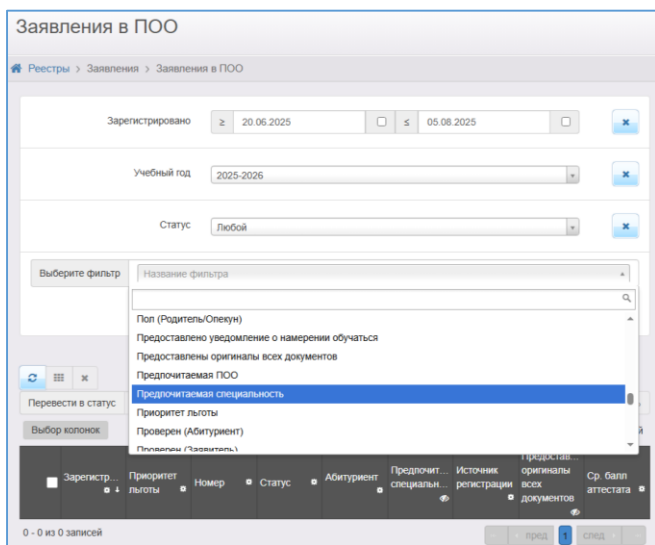 Заявления в ПОО
Реестры > Заявления > Заявления в ПОО
Зарегистрировано ≥ 20.06.2025 ≤ 05.08.2025
Учебный год 2025-2026
Статус Любой
Выберите фильтр Название фильтра
Пол (Родитель/Опекун)
Предоставлено уведомление о намерении обучаться
Предоставлены оригиналы всех документов
Предпочитаемая ПОО
Предпочитаемая специальность
Перевести в статус
Приоритет льготы
Выбор колонок
Проверен (Абитуриент)
Проверен (Заявитель)
Зарегистр...
Приоритет льготы
Номер
Статус
Абитуриент
Предпочит... специальн...
Источник регистрации
Предостав... оригиналы всех документов
Ср. балл аттестата
0 - 0 из 0 записей
пред 1 след